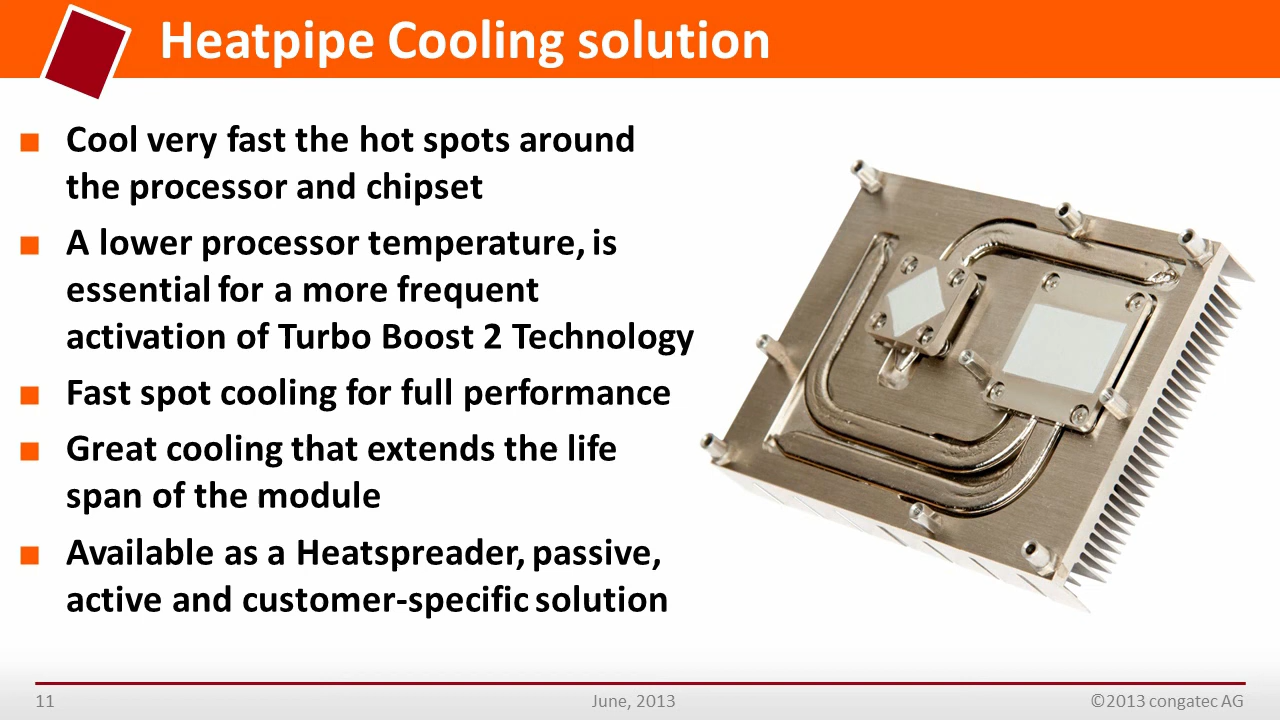 Heatpipe Cooling solution
Cool very fast the hot spots around
the processor and chipset
A lower processor temperature, is
essential for a more frequent
activation of Turbo Boost 2 Technology
Fast spot cooling for full performance
Great cooling that extends the life
span of the module
Available as a Heatspreader, passive,
active and customer-specific solution
11 June, 2013 ©2013 congatec AG